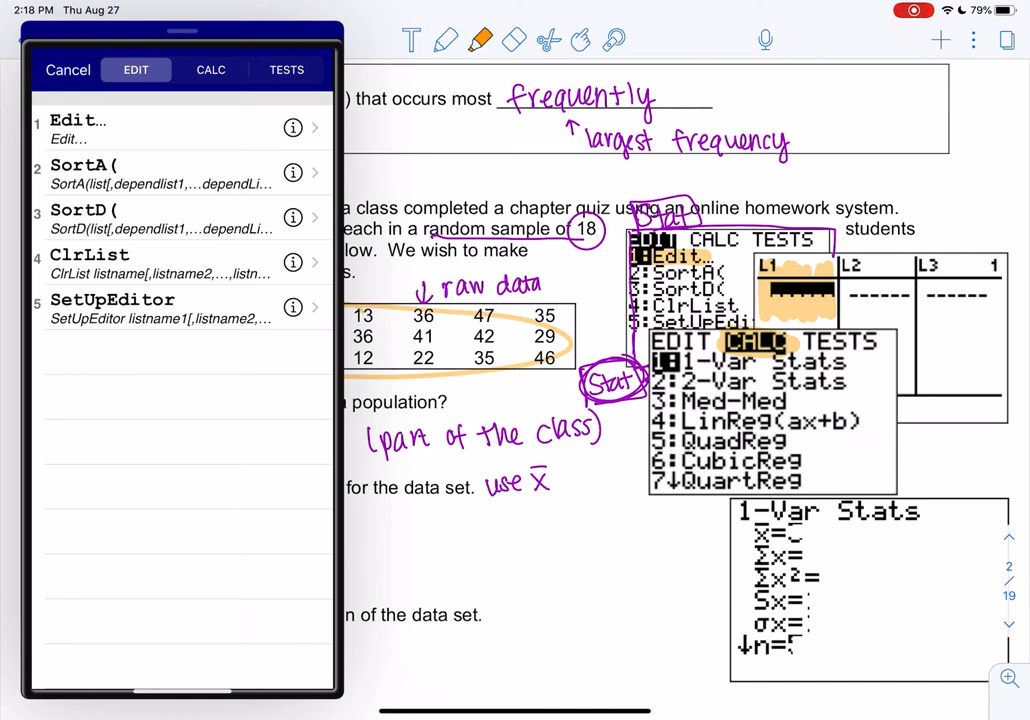 2:18 PM Thu Aug 27
79%
Cancel EDIT CALC TESTS
1 Edit…
Edit…
2 SortA(
SortA(list[,dependlist1,…dependLi…
3 SortD(
SortD(list[,dependlist1,…dependLi…
4 ClrList
ClrList listname[,listname2,…,listn…
5 SetUpEditor
SetUpEditor listname1[,listname2,…
) that occurs most frequently
largest frequency
a class completed a chapter quiz using an online homework system.
each in a random sample of 18 students
low. We wish to make
s.
raw data
13 36 47 35
36 41 42 29
12 22 35 46
a population?
(part of the class)
for the data set. use x̄
n of the data set.
Stat
EDIT CALC TESTS
1:Edit…
2:SortA(
3:SortD(
4:ClrList
5:SetUpEdi
L1 L2 L3 1
Stat
EDIT CALC TESTS
1:1-Var Stats
2:2-Var Stats
3:Med-Med
4:LinReg(ax+b)
5:QuadReg
6:CubicReg
7↓QuartReg
1-Var Stats
x̄=
Σx=
Σx²=
Sx=
σx=
↓n=
2
/
19